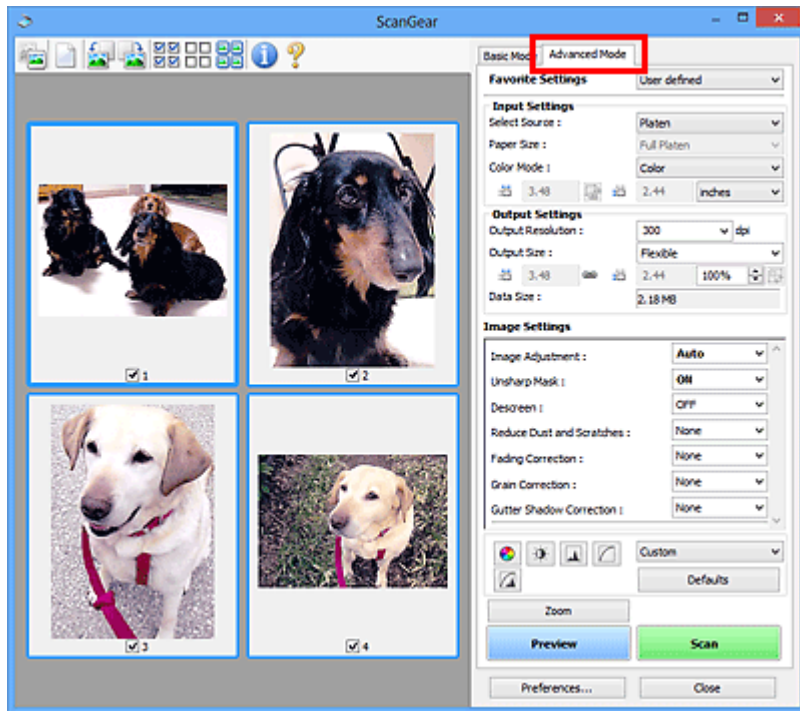 ScanGear
Basic Mode Advanced Mode
Favorite Settings User defined
Input Settings
Select Source : Platen
Paper Size : Full Platen
Color Mode : Color
3.48 2.44 inches
Output Settings
Output Resolution : 300 dpi
Output Size : Flexible
3.48 2.44 100%
Data Size : 2.18 MB
Image Settings
Image Adjustment : Auto
Unsharp Mask : ON
Descreen : OFF
Reduce Dust and Scratches : None
Fading Correction : None
Grain Correction : None
Gutter Shadow Correction : None
Custom
Defaults
Zoom
Preview Scan
Preferences... Close
1
2
3
4